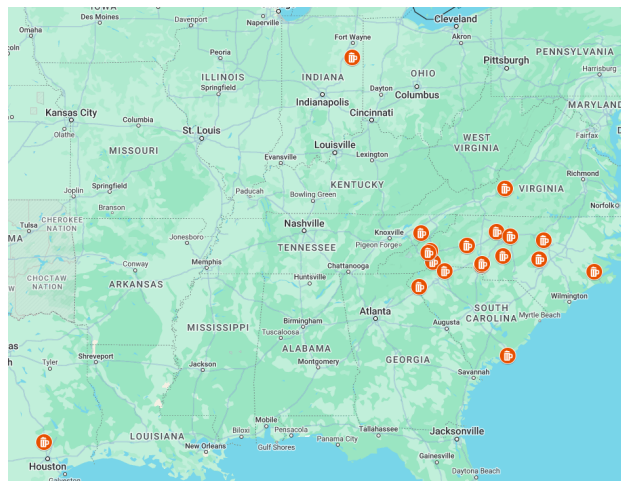 IOWA
Des Moines
Omaha
Davenport
Naperville
Fort Wayne
Cleveland
Akron
PENNSYLVANIA
Pittsburgh
Harrisburg
Peoria
ILLINOIS
Springfield
INDIANA
Indianapolis
OHIO
Dayton
Columbus
Cincinnati
MARYLAND
Fairfax
Kansas City
Olathe
Columbia
MISSOURI
St. Louis
Louisville
Evansville
Lexington
WEST
VIRGINIA
Richmond
VIRGINIA
Norfolk
Joplin
Springfield
Branson
Paducah
Bowling Green
KENTUCKY
Tulsa
CHEROKEE
NATION
Jonesboro
Nashville
TENNESSEE
Knoxville
Pigeon Forge
MA
CHOCTAW
NATION
Conway
ARKANSAS
Memphis
Huntsville
Chattanooga
Wilmington
Atlanta
SOUTH
CAROLINA
Myrtle Beach
Augusta
MISSISSIPPI
Birmingham
Tuscaloosa
ALABAMA
Montgomery
GEORGIA
Savannah
as
Tyler
Shreveport
Jackson
LOUISIANA
Mobile
Biloxi
Pensacola
Gulf Shores
Panama City
Tallahassee
Jacksonville
New Orleans
Gainesville
Daytona Beach
Houston
Galveston